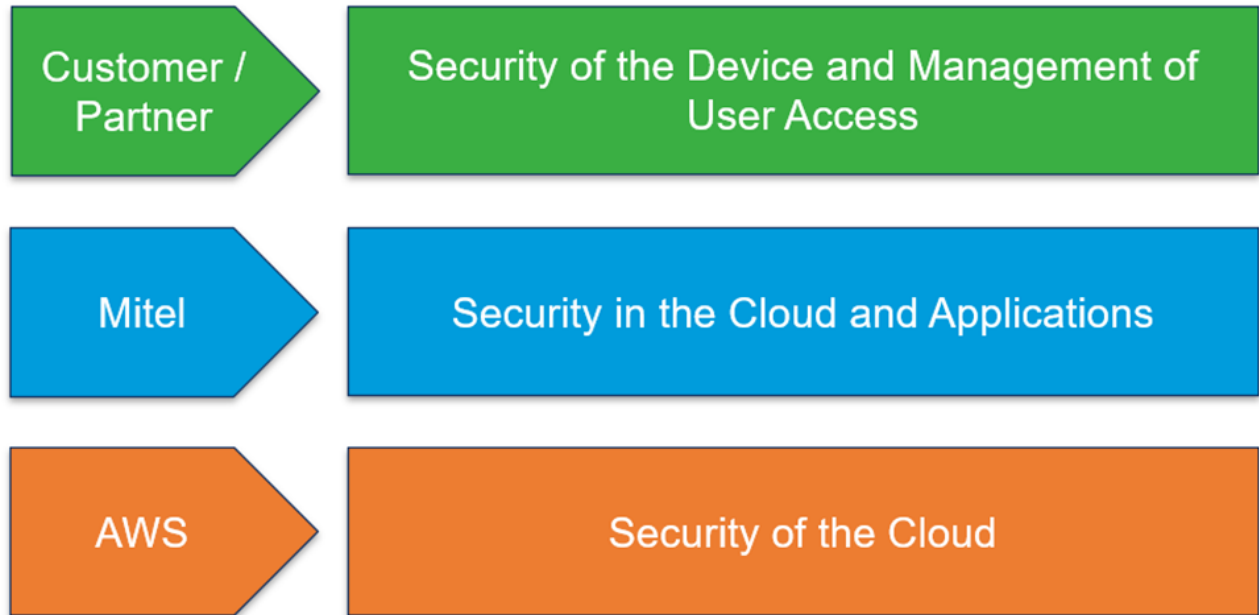 Customer /
Partner
Security of the Device and Management of
User Access
Mitel
Security in the Cloud and Applications
AWS
Security of the Cloud